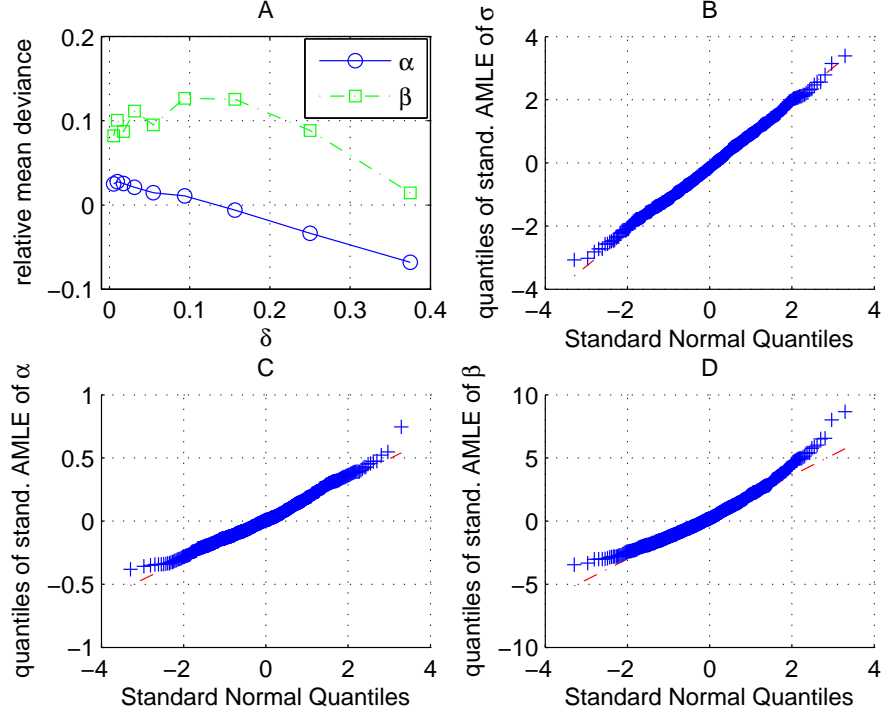 A
relative mean deviance
0.2
0.1
0
−0.1
0
0.1
0.2
0.3
0.4
δ
α
β
B
quantiles of stand. AMLE of σ
4
2
0
−2
−4
−4
−2
0
2
4
Standard Normal Quantiles
C
quantiles of stand. AMLE of α
1
0.5
0
−0.5
−1
−4
−2
0
2
4
Standard Normal Quantiles
D
quantiles of stand. AMLE of β
10
5
0
−5
−10
−4
−2
0
2
4
Standard Normal Quantiles